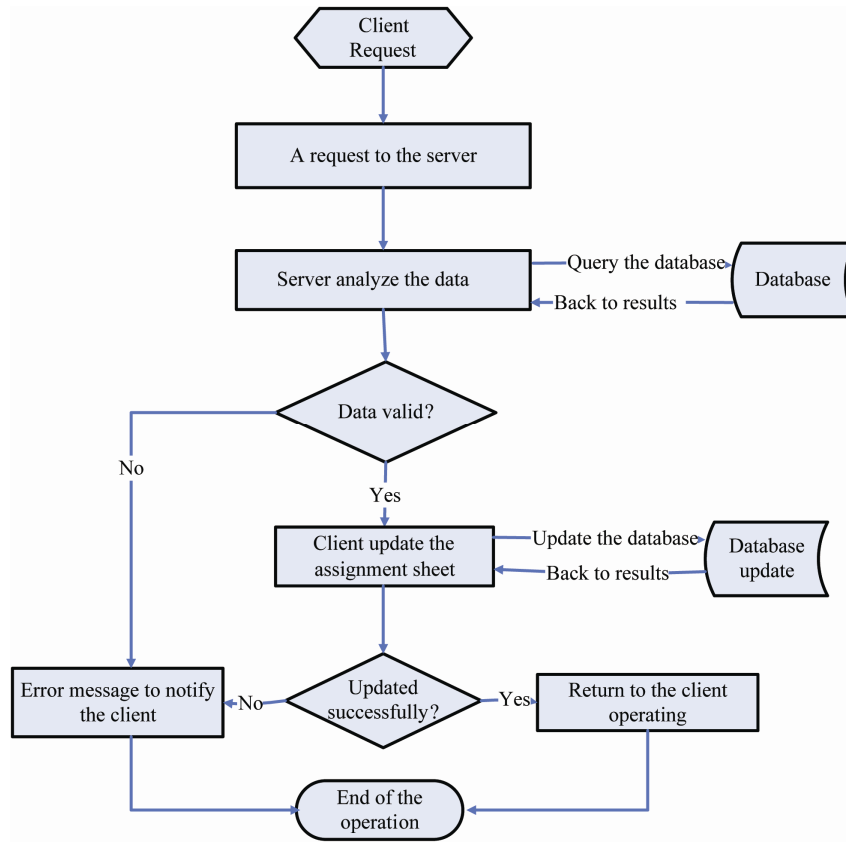 Client
Request
A request to the server
Server analyze the data
Query the database
Back to results
Database
Data valid?
No
Yes
Client update the
assignment sheet
Update the database
Back to results
Database
update
Error message to notify
the client
No
Updated
successfully?
Yes
Return to the client
operating
End of the
operation